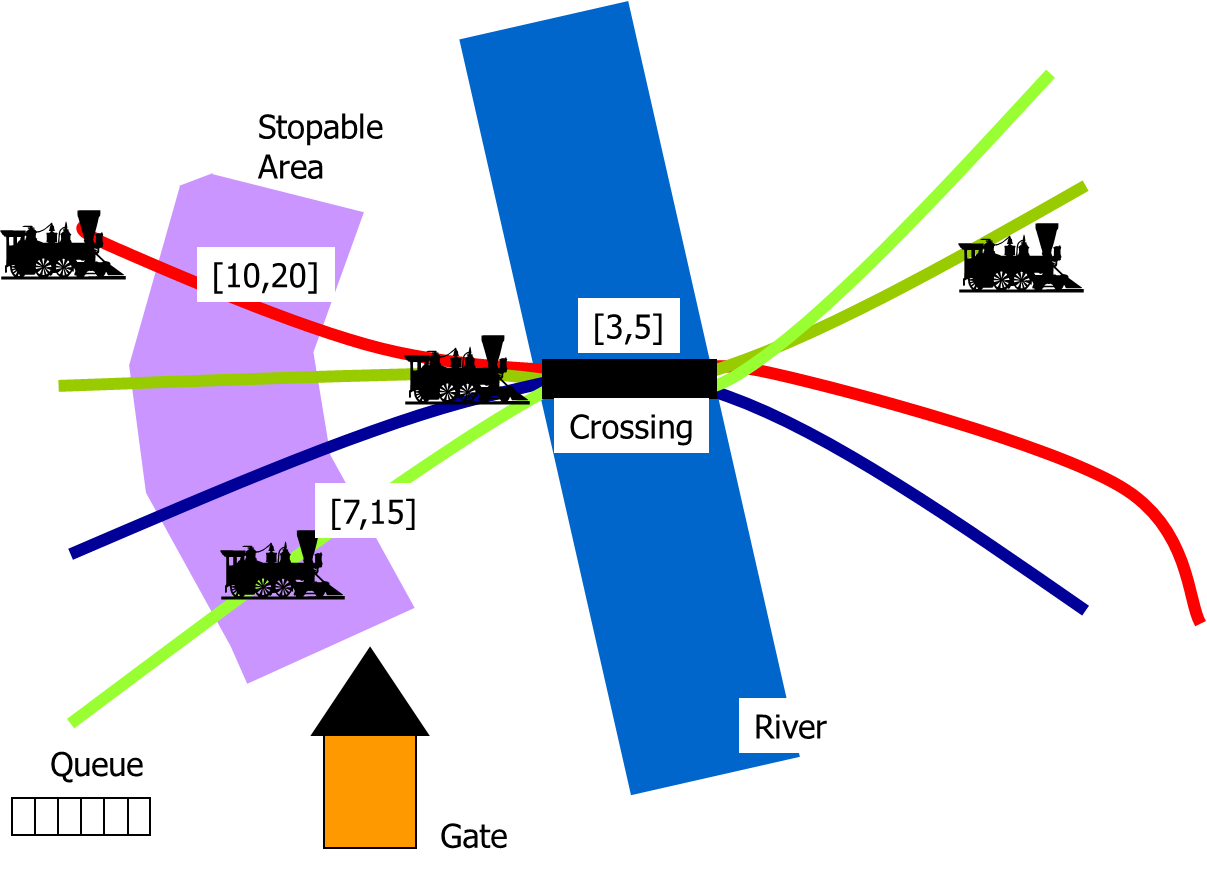 Stopable
Area
[10,20]
[3,5]
Crossing
[7,15]
River
Queue
Gate